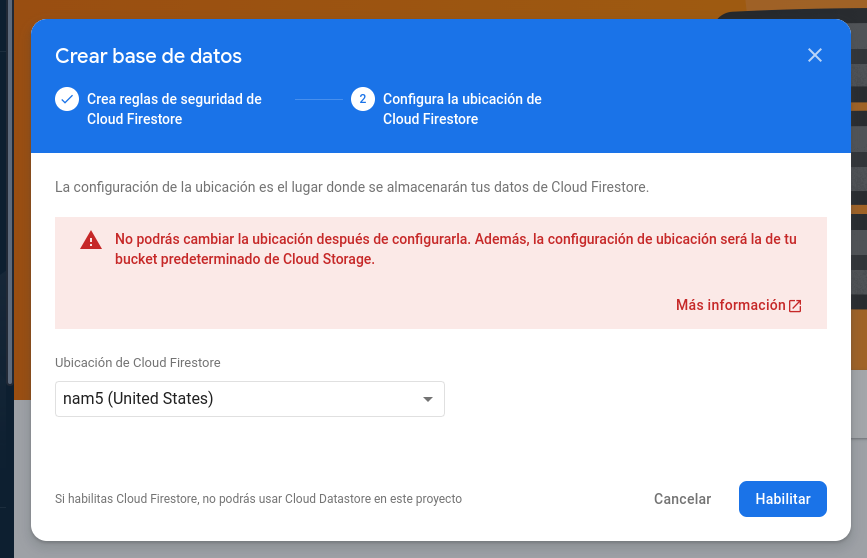 Crear base de datos
Crea reglas de seguridad de
Cloud Firestore
2
Configura la ubicación de
Cloud Firestore
La configuración de la ubicación es el lugar donde se almacenarán tus datos de Cloud Firestore.
No podrás cambiar la ubicación después de configurarla. Además, la configuración de ubicación será la de tu
bucket predeterminado de Cloud Storage.
Más información
Ubicación de Cloud Firestore
nam5 (United States)
Si habilitas Cloud Firestore, no podrás usar Cloud Datastore en este proyecto
Cancelar
Habilitar